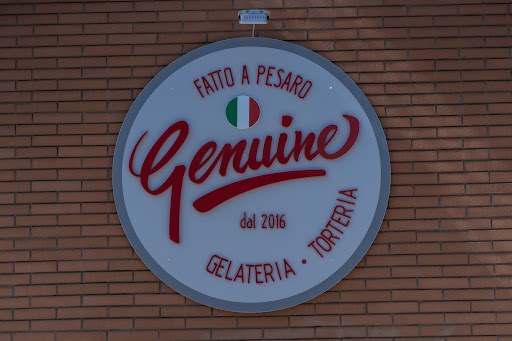 FATTO A PESARO
Genuine
dal 2016
GELATERIA • TORTERIA